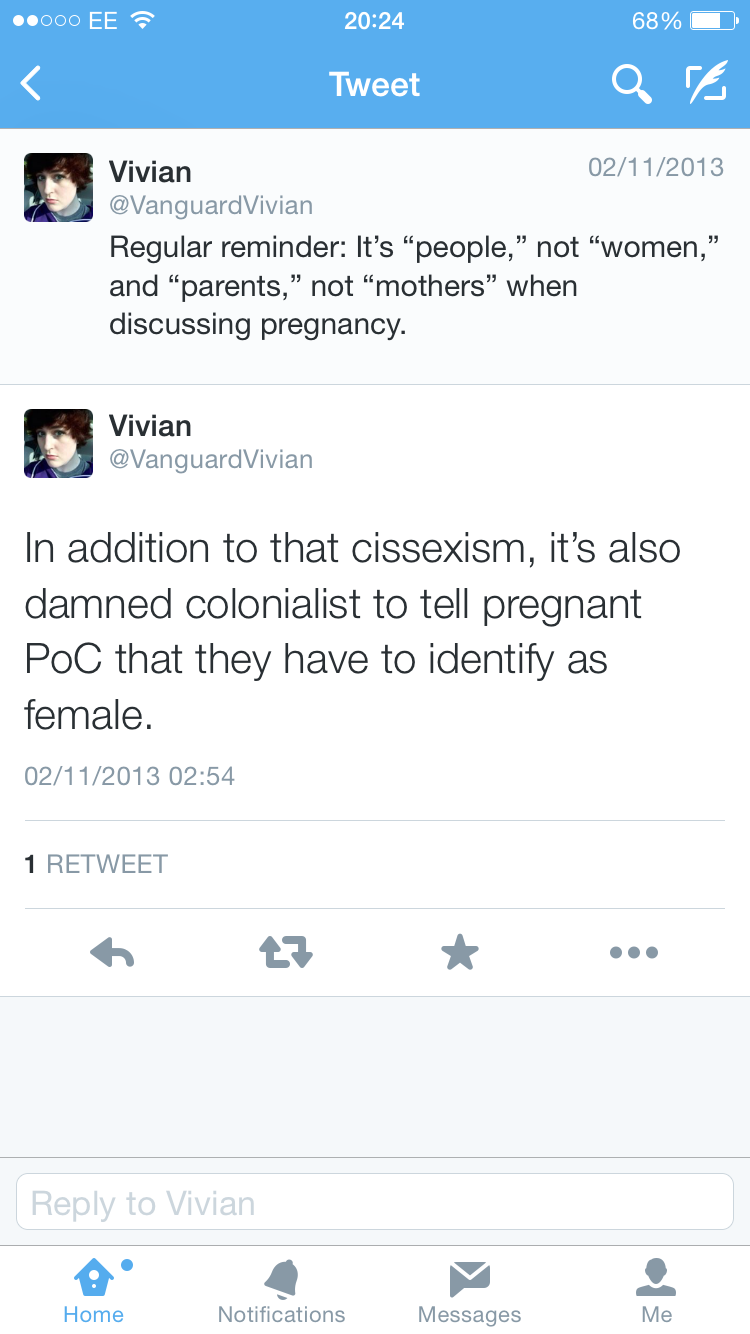 EE 20:24 68%
Tweet
Vivian 02/11/2013
@VanguardVivian
Regular reminder: It’s “people,” not “women,”
and “parents,” not “mothers” when
discussing pregnancy.
Vivian
@VanguardVivian
In addition to that cissexism, it’s also
damned colonialist to tell pregnant
PoC that they have to identify as
female.
02/11/2013 02:54
1 RETWEET
Reply to Vivian
Home Notifications Messages Me